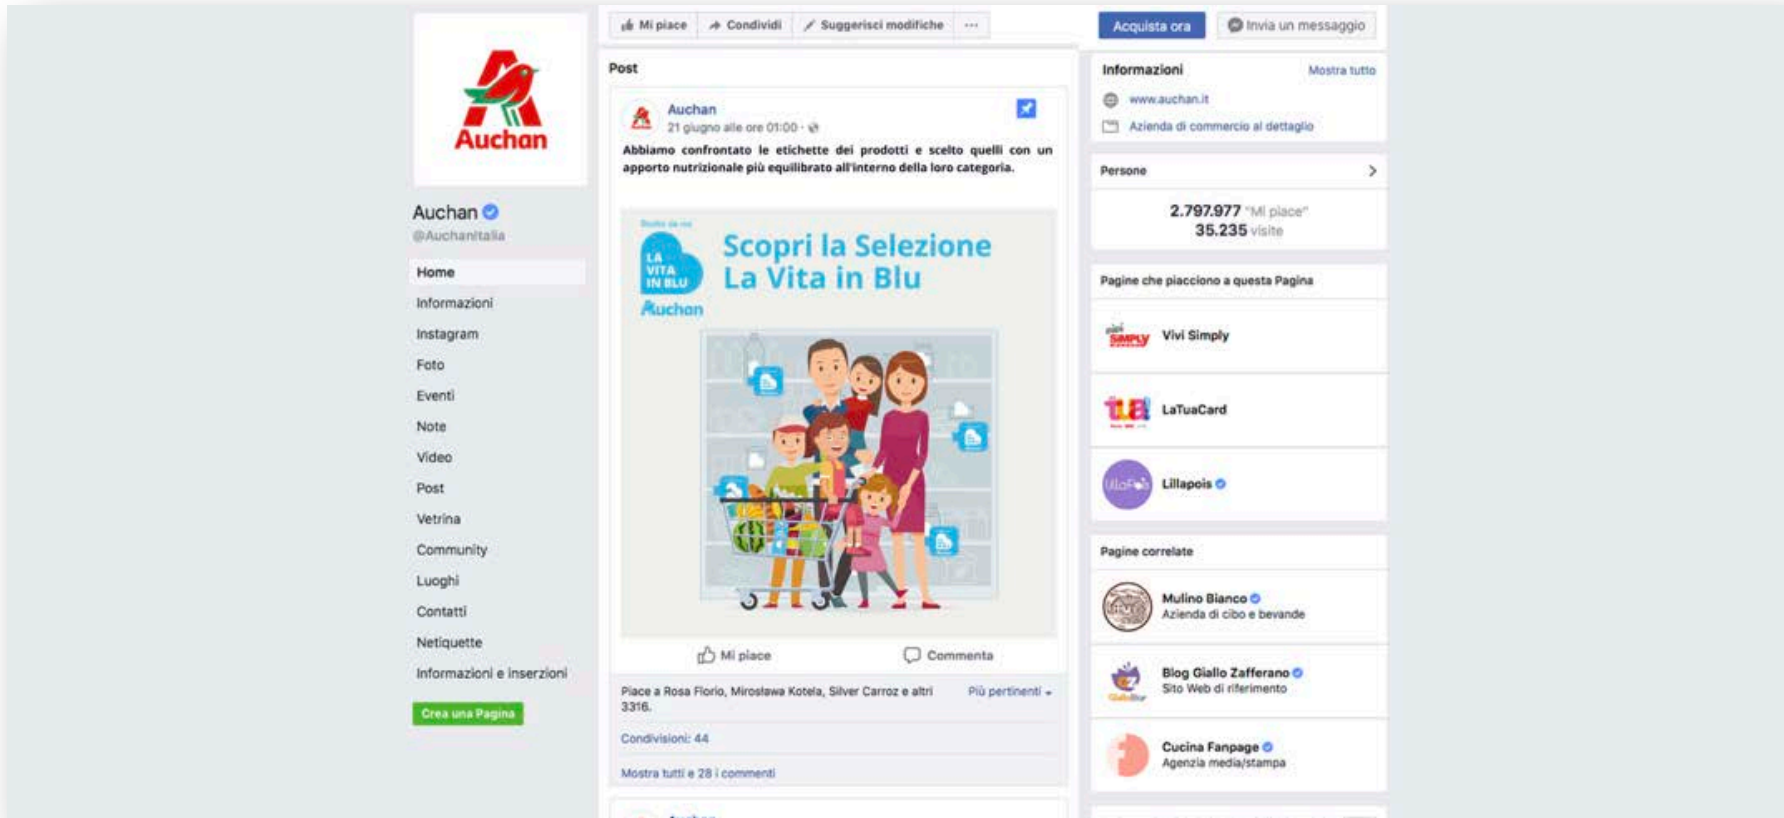 Auchan
Auchan
@AuchanItalia
Home
Informazioni
Instagram
Foto
Eventi
Note
Video
Post
Vetrina
Community
Luoghi
Contatti
Netiquette
Informazioni e inserzioni
Crea una Pagina
Mi piace
Condividi
Suggerisci modifiche
···
Post
Auchan
21 giugno alle ore 01:00 ·
Abbiamo confrontato le etichette dei prodotti e scelto quelli con un
apporto nutrizionale più equilibrato all'interno della loro categoria.
LA
VITA
IN BLU
Auchan
Scopri la Selezione
La Vita in Blu
Mi piace
Commenta
Piace a Rosa Florio, Mirosława Kotela, Silver Carroz e altri
3316.
Più pertinenti
Condivisioni: 44
Mostra tutti e 28 i commenti
Auchan
Acquista ora
Invia un messaggio
Informazioni
Mostra tutto
www.auchan.it
Azienda di commercio al dettaglio
Persone
2.797.977 "Mi piace"
35.235 visite
Pagine che piacciono a questa Pagina
SIMPLY
Vivi Simply
tua!
LaTuaCard
Lillapois
Lillapois
Pagine correlate
Mulino Bianco
Azienda di cibo e bevande
Blog Giallo Zafferano
Sito Web di riferimento
Cucina Fanpage
Agenzia media/stampa